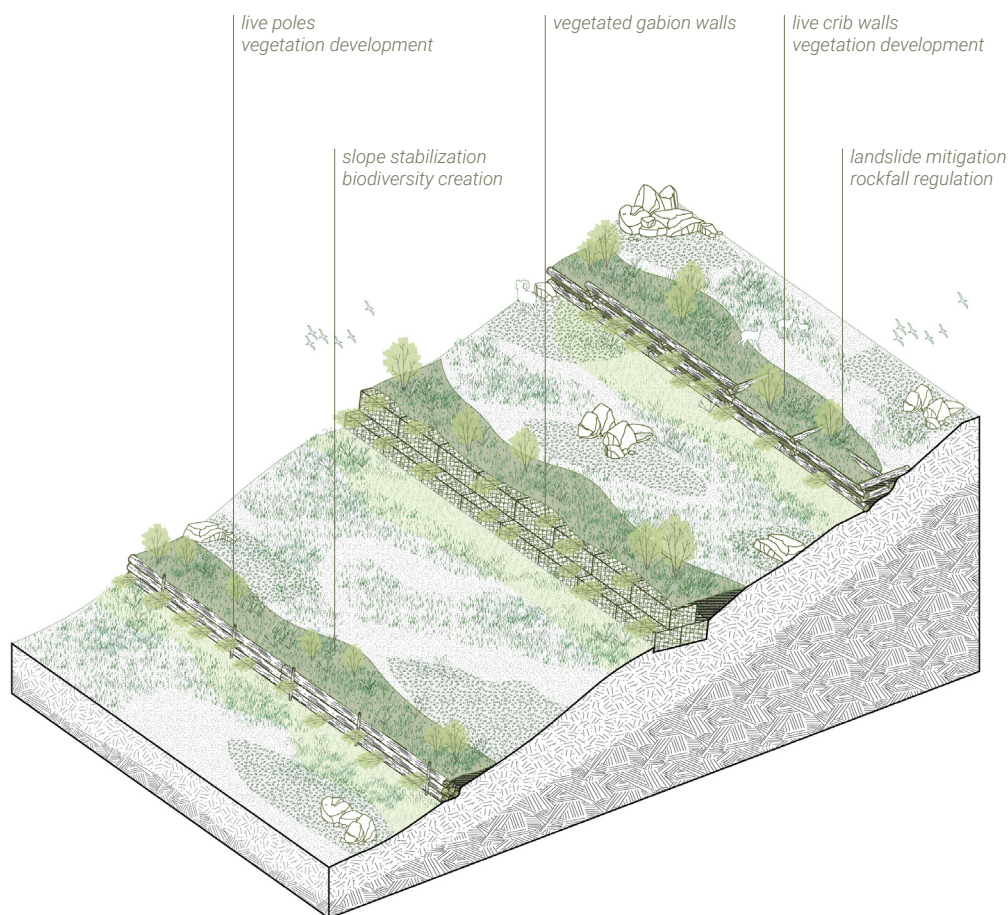 live poles
vegetation development
vegetated gabion walls
live crib walls
vegetation development
slope stabilization
biodiversity creation
landslide mitigation
rockfall regulation